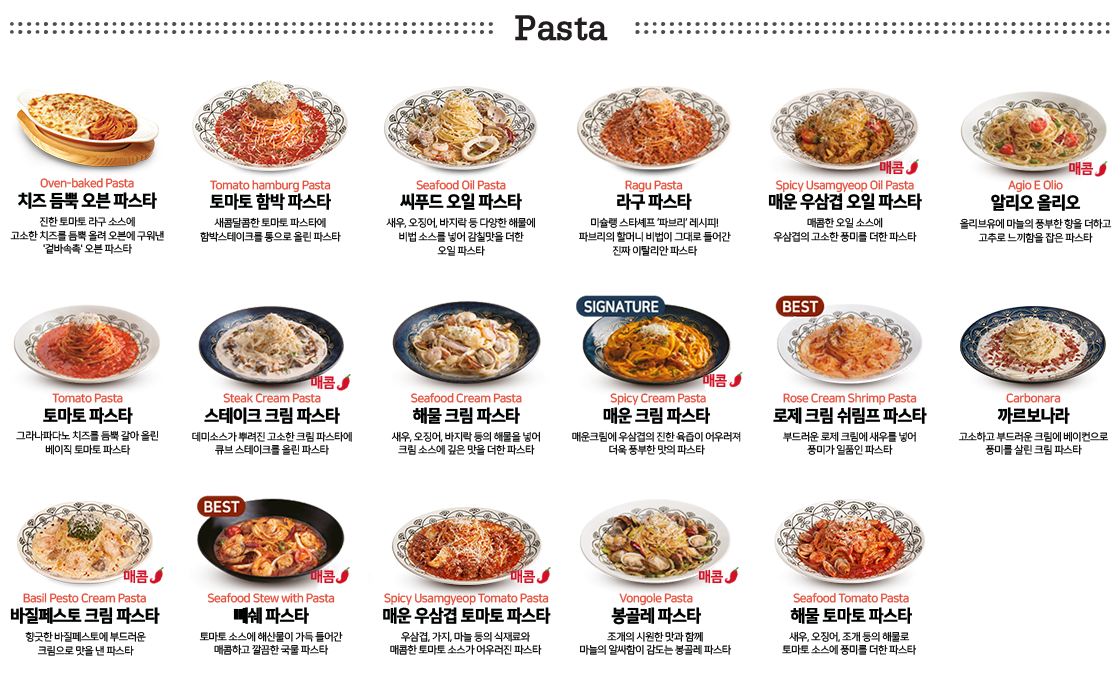 Pasta
Oven-baked Pasta
치즈 듬뿍 오븐 파스타
진한 토마토 라구 소스에
고소한 치즈를 듬뿍 올려 오븐에 구워낸
'겉바속촉' 오븐 파스타
Tomato hamburg Pasta
토마토 함박 파스타
새콤달콤한 토마토 파스타에
함박스테이크를 통으로 올린 파스타
Seafood Oil Pasta
씨푸드 오일 파스타
새우, 오징어, 바지락 등 다양한 해물에
비법 소스를 넣어 감칠맛을 더한
오일 파스타
Ragu Pasta
라구 파스타
미슐랭 스타셰프 '파브리' 레시피!
파브리의 할머니 비법이 그대로 들어간
진짜 이탈리안 파스타
매콤
Spicy Usamgyeop Oil Pasta
매운 우삼겹 오일 파스타
매콤한 오일 소스에
우삼겹의 고소한 풍미를 더한 파스타
매콤
Agio E Olio
알리오 올리오
올리브유에 마늘의 풍부한 향을 더하고
고추로 느끼함을 잡은 파스타
Tomato Pasta
토마토 파스타
그라나파다노 치즈를 듬뿍 갈아 올린
베이직 토마토 파스타
매콤
Steak Cream Pasta
스테이크 크림 파스타
데미소스가 뿌려진 고소한 크림 파스타에
큐브 스테이크를 올린 파스타
Seafood Cream Pasta
해물 크림 파스타
새우, 오징어, 바지락 등의 해물을 넣어
크림 소스에 깊은 맛을 더한 파스타
SIGNATURE
매콤
Spicy Cream Pasta
매운 크림 파스타
매운크림에 우삼겹의 진한 육즙이 어우러져
더욱 풍부한 맛의 파스타
BEST
Rose Cream Shrimp Pasta
로제 크림 쉬림프 파스타
부드러운 로제 크림에 새우를 넣어
풍미가 일품인 파스타
Carbonara
까르보나라
고소하고 부드러운 크림에 베이컨으로
풍미를 살린 크림 파스타
매콤
Basil Pesto Cream Pasta
바질페스토 크림 파스타
향긋한 바질페스토에 부드러운
크림으로 맛을 낸 파스타
BEST
매콤
Seafood Stew with Pasta
빼쉐 파스타
토마토 소스에 해산물이 가득 들어간
매콤하고 깔끔한 국물 파스타
매콤
Spicy Usamgyeop Tomato Pasta
매운 우삼겹 토마토 파스타
우삼겹, 가지, 마늘 등의 식재료와
매콤한 토마토 소스가 어우러진 파스타
매콤
Vongole Pasta
봉골레 파스타
조개의 시원한 맛과 함께
마늘의 알싸함이 감도는 봉골레 파스타
Seafood Tomato Pasta
해물 토마토 파스타
새우, 오징어, 조개 등의 해물로
토마토 소스에 풍미를 더한 파스타